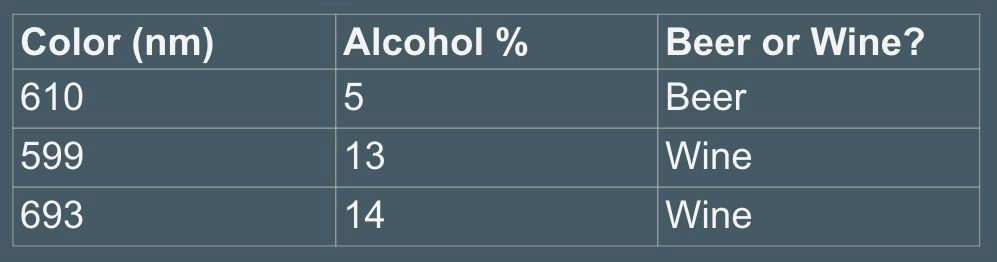 Color (nm) Alcohol % Beer or Wine?
610 5 Beer
599 13 Wine
693 14 Wine